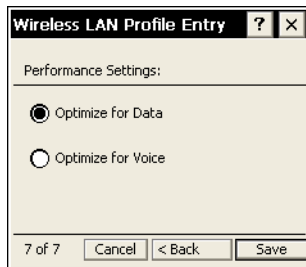 Wireless LAN Profile Entry ? ×
Performance Settings:
Optimize for Data
Optimize for Voice
7 of 7 Cancel < Back Save